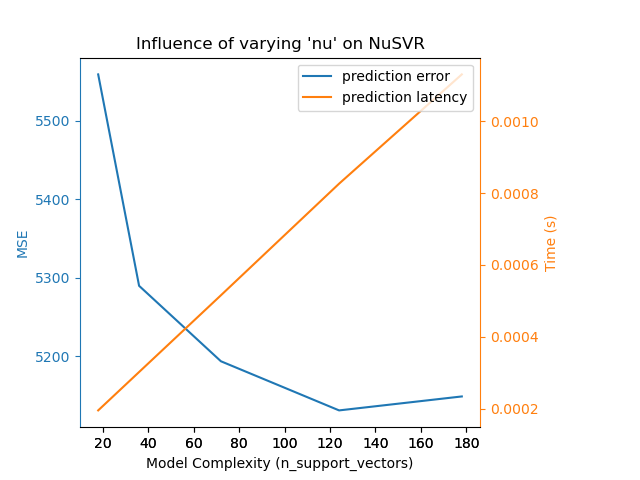 Influence of varying 'nu' on NuSVR
prediction error
prediction latency
5500
5400
5300
5200
MSE
0.0010
0.0008
0.0006
0.0004
0.0002
Time (s)
20 40 60 80 100 120 140 160 180
Model Complexity (n_support_vectors)